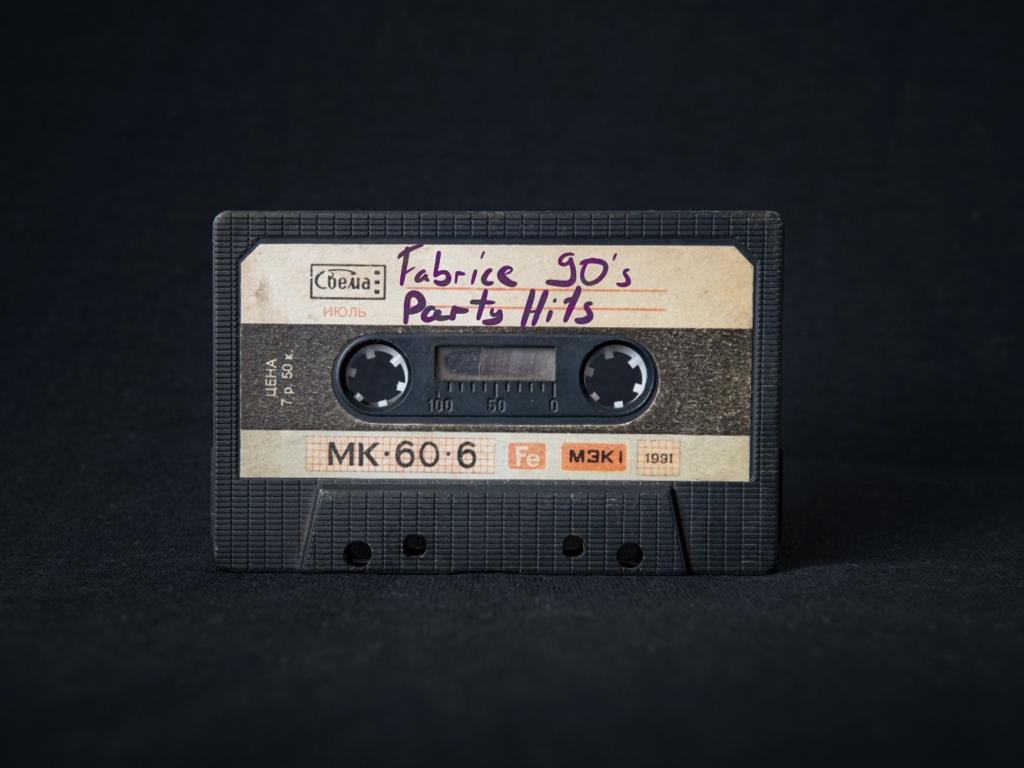 Fabrice 90's
Свема
Party Hits
ИЮЛЬ
ЦЕНА
7 р. 50 к.
100 50 0
МК·60·6 Fe МЭК I 1991